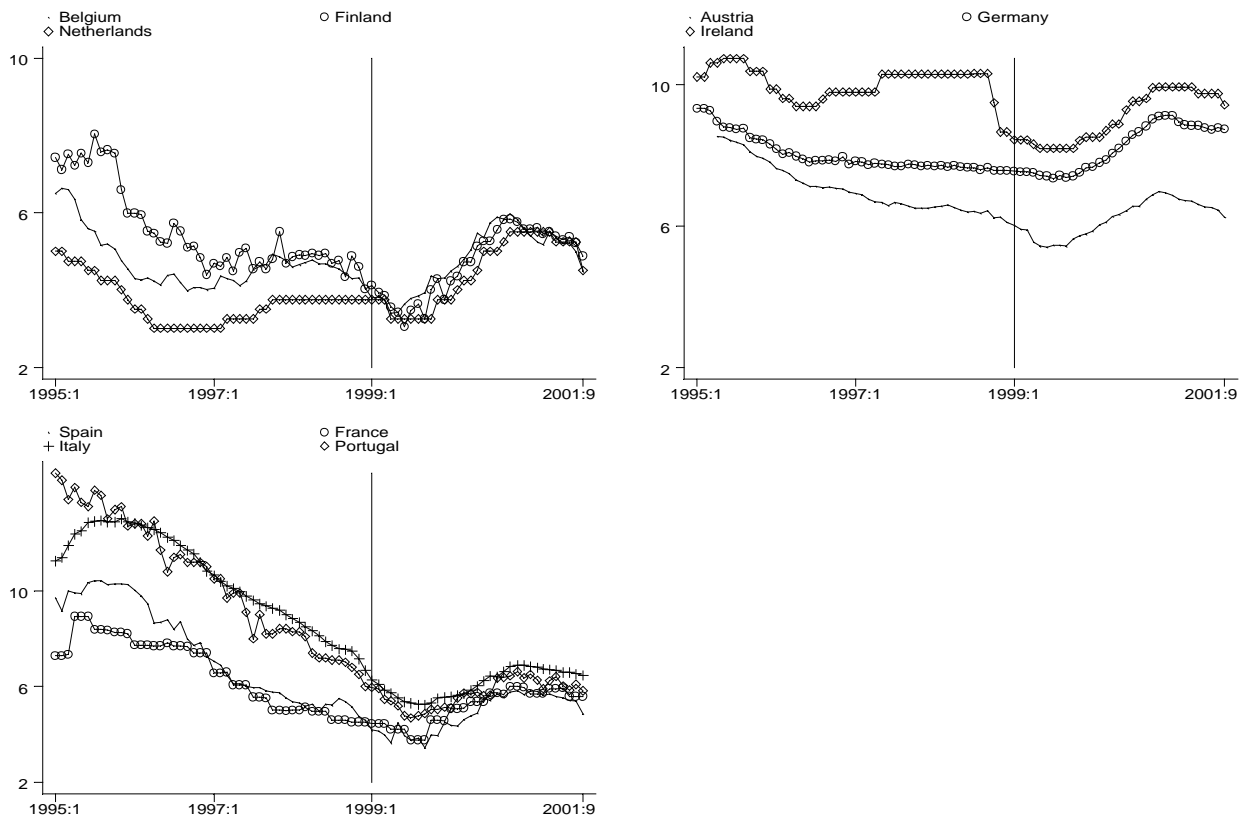 Belgium Finland
Netherlands
10
6
2
1995:1 1997:1 1999:1 2001:9
Austria Germany
Ireland
10
6
2
1995:1 1997:1 1999:1 2001:9
Spain France
Italy Portugal
10
6
2
1995:1 1997:1 1999:1 2001:9